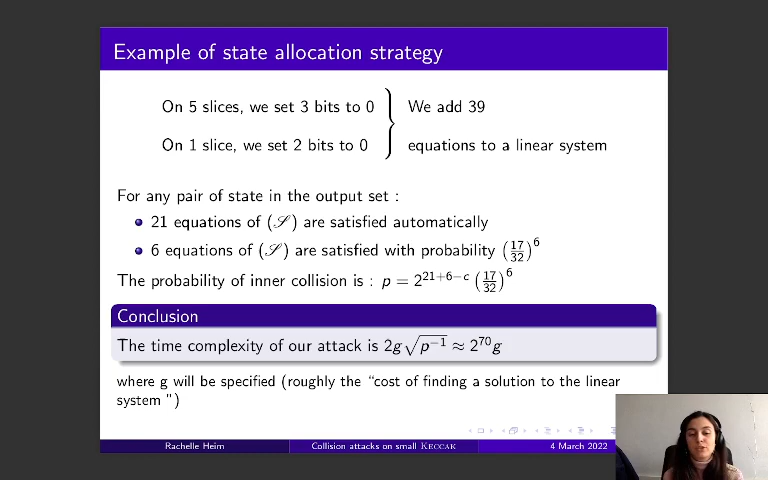 Example of state allocation strategy
On 5 slices, we set 3 bits to 0
On 1 slice, we set 2 bits to 0
We add 39
equations to a linear system
For any pair of state in the output set :
21 equations of (𝒮) are satisfied automatically
6 equations of (𝒮) are satisfied with probability (17/32)^6
The probability of inner collision is : p = 2^{21+6−c} (17/32)^6
Conclusion
The time complexity of our attack is 2g√(p^{−1}) ≈ 2^{70}g
where g will be specified (roughly the “cost of finding a solution to the linear
system ”)
Rachelle Heim Collision attacks on small KECCAK 4 March 2022